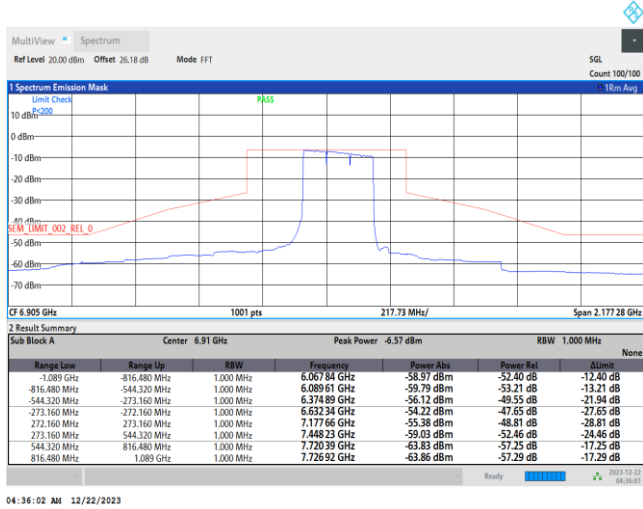 MultiView Spectrum
Ref Level 20.00 dBm Offset 26.18 dB Mode FFT SGL
Count 100/100
1 Spectrum Emission Mask 1Rm Avg
Limit Check PASS
P<200
10 dBm
0 dBm
-10 dBm
-20 dBm
-30 dBm
-40 dBm
SEM_LIMIT_002_REL_0
-50 dBm
-60 dBm
-70 dBm
CF 6.905 GHz 1001 pts 217.73 MHz/ Span 2.177 28 GHz
2 Result Summary
Sub Block A Center 6.91 GHz Peak Power -6.57 dBm RBW 1.000 MHz
None
Range Low Range Up RBW Frequency Power Abs Power Rel ΔLimit
-1.089 GHz -816.480 MHz 1.000 MHz 6.067 84 GHz -58.97 dBm -52.40 dB -12.40 dB
-816.480 MHz -544.320 MHz 1.000 MHz 6.089 61 GHz -59.79 dBm -53.21 dB -13.21 dB
-544.320 MHz -273.160 MHz 1.000 MHz 6.374 89 GHz -56.12 dBm -49.55 dB -21.94 dB
-273.160 MHz -272.160 MHz 1.000 MHz 6.632 34 GHz -54.22 dBm -47.65 dB -27.65 dB
272.160 MHz 273.160 MHz 1.000 MHz 7.177 66 GHz -55.38 dBm -48.81 dB -28.81 dB
273.160 MHz 544.320 MHz 1.000 MHz 7.448 23 GHz -59.03 dBm -52.46 dB -24.46 dB
544.320 MHz 816.480 MHz 1.000 MHz 7.720 39 GHz -63.83 dBm -57.25 dB -17.25 dB
816.480 MHz 1.089 GHz 1.000 MHz 7.726 92 GHz -63.86 dBm -57.29 dB -17.29 dB
Ready 2023-12-22
04:36:01
04:36:02 AM 12/22/2023